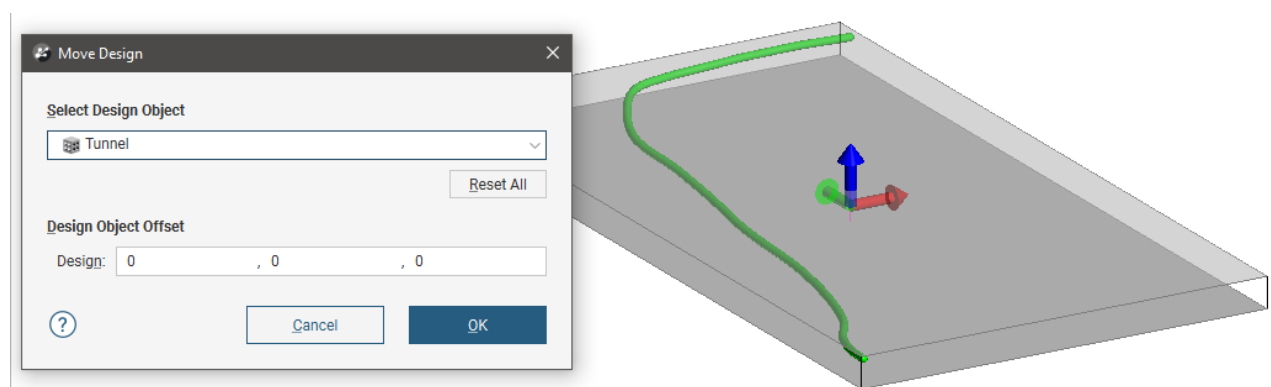 Move Design
Select Design Object
Tunnel
Reset All
Design Object Offset
Design: 0 , 0 , 0
? Cancel OK